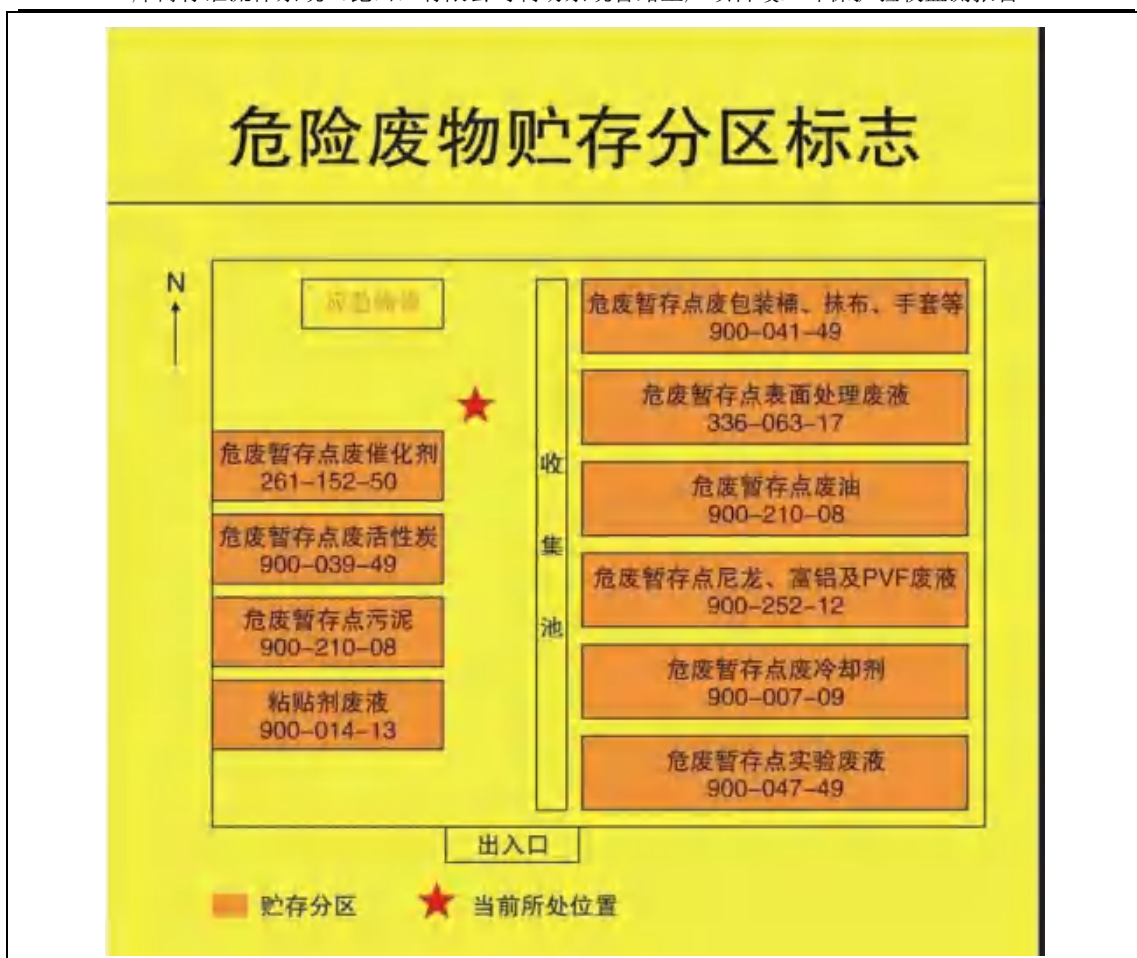 危险废物贮存分区标志
N
应急物资
危废暂存点废催化剂
261-152-50
危废暂存点废活性炭
900-039-49
危废暂存点污泥
900-210-08
粘贴剂废液
900-014-13
收
集
池
危废暂存点废包装桶、抹布、手套等
900-041-49
危废暂存点表面处理废液
336-063-17
危废暂存点废油
900-210-08
危废暂存点尼龙、富铝及PVF废液
900-252-12
危废暂存点废冷却剂
900-007-09
危废暂存点实验废液
900-047-49
出入口
贮存分区
当前所处位置